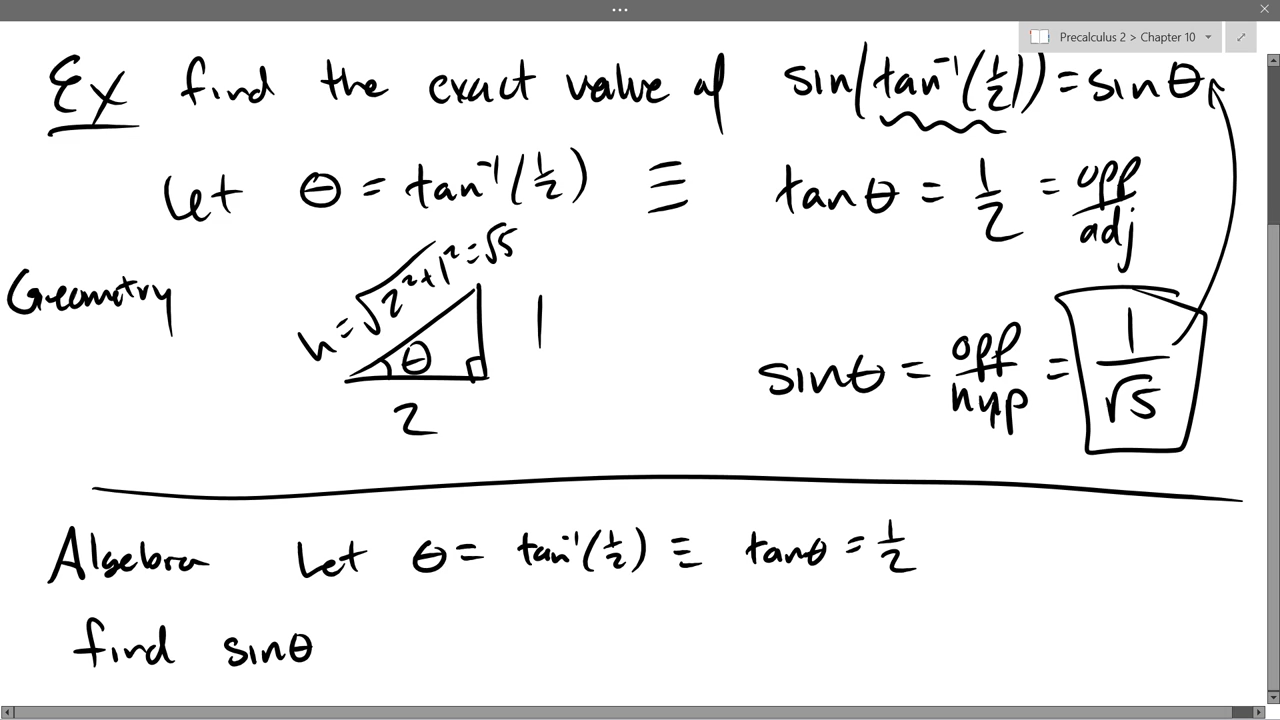 Precalculus 2 > Chapter 10
Ex find the exact value of sin(tan⁻¹(1/2)) = sin θ
Let θ = tan⁻¹(1/2) ≡ tan θ = 1/2 = opp/adj
Geometry
h = √(2² + 1²) = √5
θ
1
2
sin θ = opp/hyp = 1/√5
Algebra Let θ = tan⁻¹(1/2) ≡ tan θ = 1/2
find sin θ